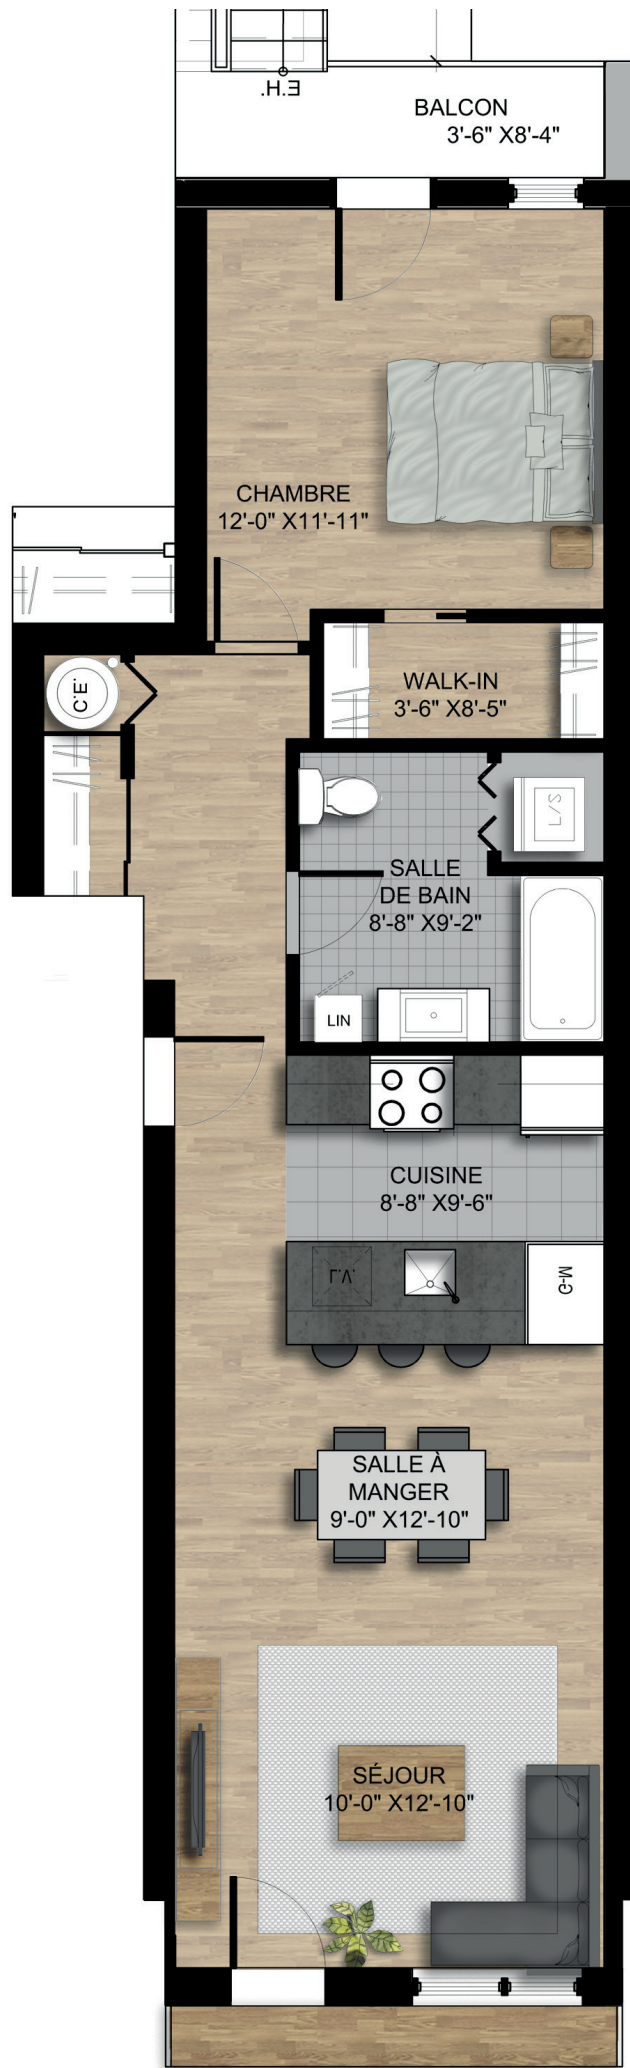 E.H.
BALCON
3'-6" X8'-4"
CHAMBRE
12'-0" X11'-11"
C.E.
WALK-IN
3'-6" X8'-5"
L/S
SALLE
DE BAIN
8'-8" X9'-2"
LIN
CUISINE
8'-8" X9'-6"
L.V.
M-G
SALLE À
MANGER
9'-0" X12'-10"
SÉJOUR
10'-0" X12'-10"